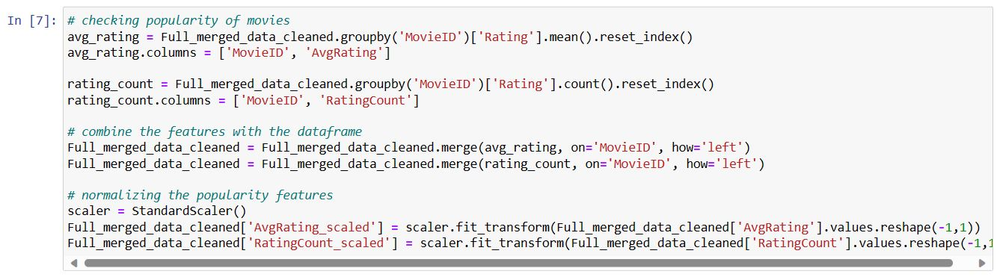 In [7]:
# checking popularity of movies
avg_rating = Full_merged_data_cleaned.groupby('MovieID')['Rating'].mean().reset_index()
avg_rating.columns = ['MovieID', 'AvgRating']
rating_count = Full_merged_data_cleaned.groupby('MovieID')['Rating'].count().reset_index()
rating_count.columns = ['MovieID', 'RatingCount']
# combine the features with the dataframe
Full_merged_data_cleaned = Full_merged_data_cleaned.merge(avg_rating, on='MovieID', how='left')
Full_merged_data_cleaned = Full_merged_data_cleaned.merge(rating_count, on='MovieID', how='left')
# normalizing the popularity features
scaler = StandardScaler()
Full_merged_data_cleaned['AvgRating_scaled'] = scaler.fit_transform(Full_merged_data_cleaned['AvgRating'].values.reshape(-1,1))
Full_merged_data_cleaned['RatingCount_scaled'] = scaler.fit_transform(Full_merged_data_cleaned['RatingCount'].values.reshape(-1,1